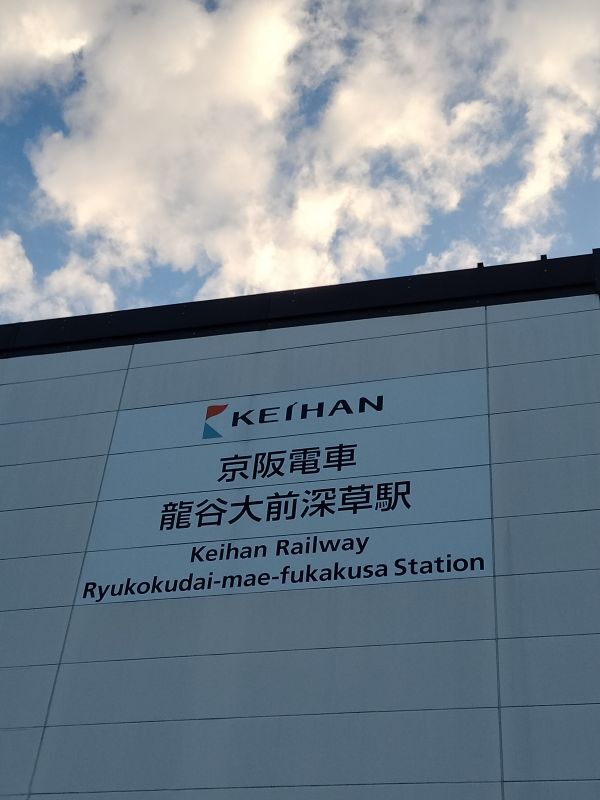 KEIHAN
京阪電車
龍谷大前深草駅
Keihan Railway
Ryukokudai-mae-fukakusa Station